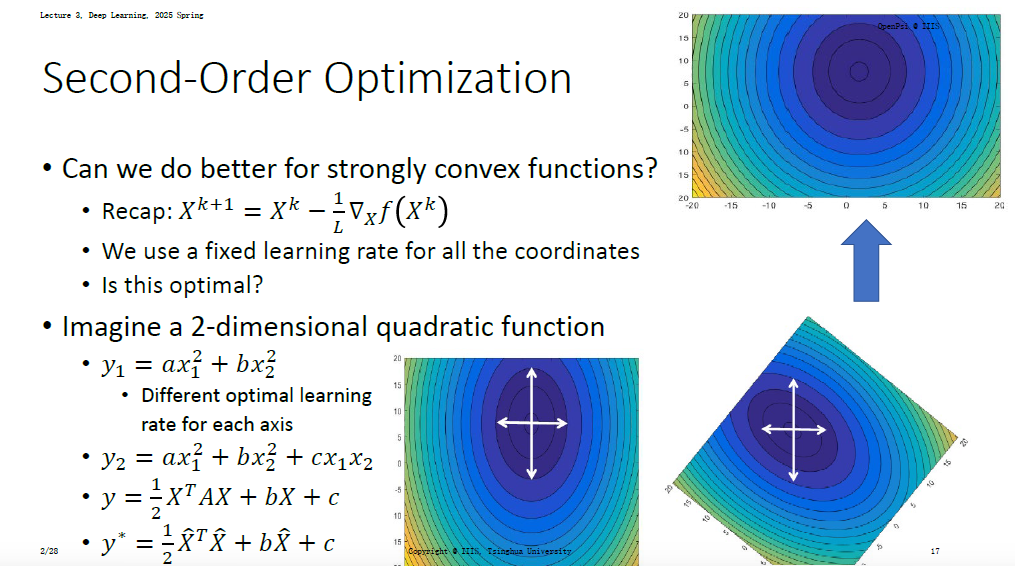 Lecture 3, Deep Learning, 2025 Spring
OpenPsi @ IIIS
Second-Order Optimization
• Can we do better for strongly convex functions?
• Recap: X^{k+1} = X^k − \frac{1}{L}∇_X f(X^k)
• We use a fixed learning rate for all the coordinates
• Is this optimal?
• Imagine a 2-dimensional quadratic function
• y_1 = ax_1^2 + bx_2^2
• Different optimal learning
rate for each axis
• y_2 = ax_1^2 + bx_2^2 + cx_1x_2
• y = \frac{1}{2}X^T AX + bX + c
• y^* = \frac{1}{2}\hat{X}^T\hat{X} + b\hat{X} + c
20
15
10
5
0
-5
10
15
20
-20 -15 -10 -5 0 5 10 15 20
20
15
10
5
0
-5
10
15
20 15 10 5 0
-5 0 5 10 15 20
2/28
Copyright @ IIIS, Tsinghua University
17